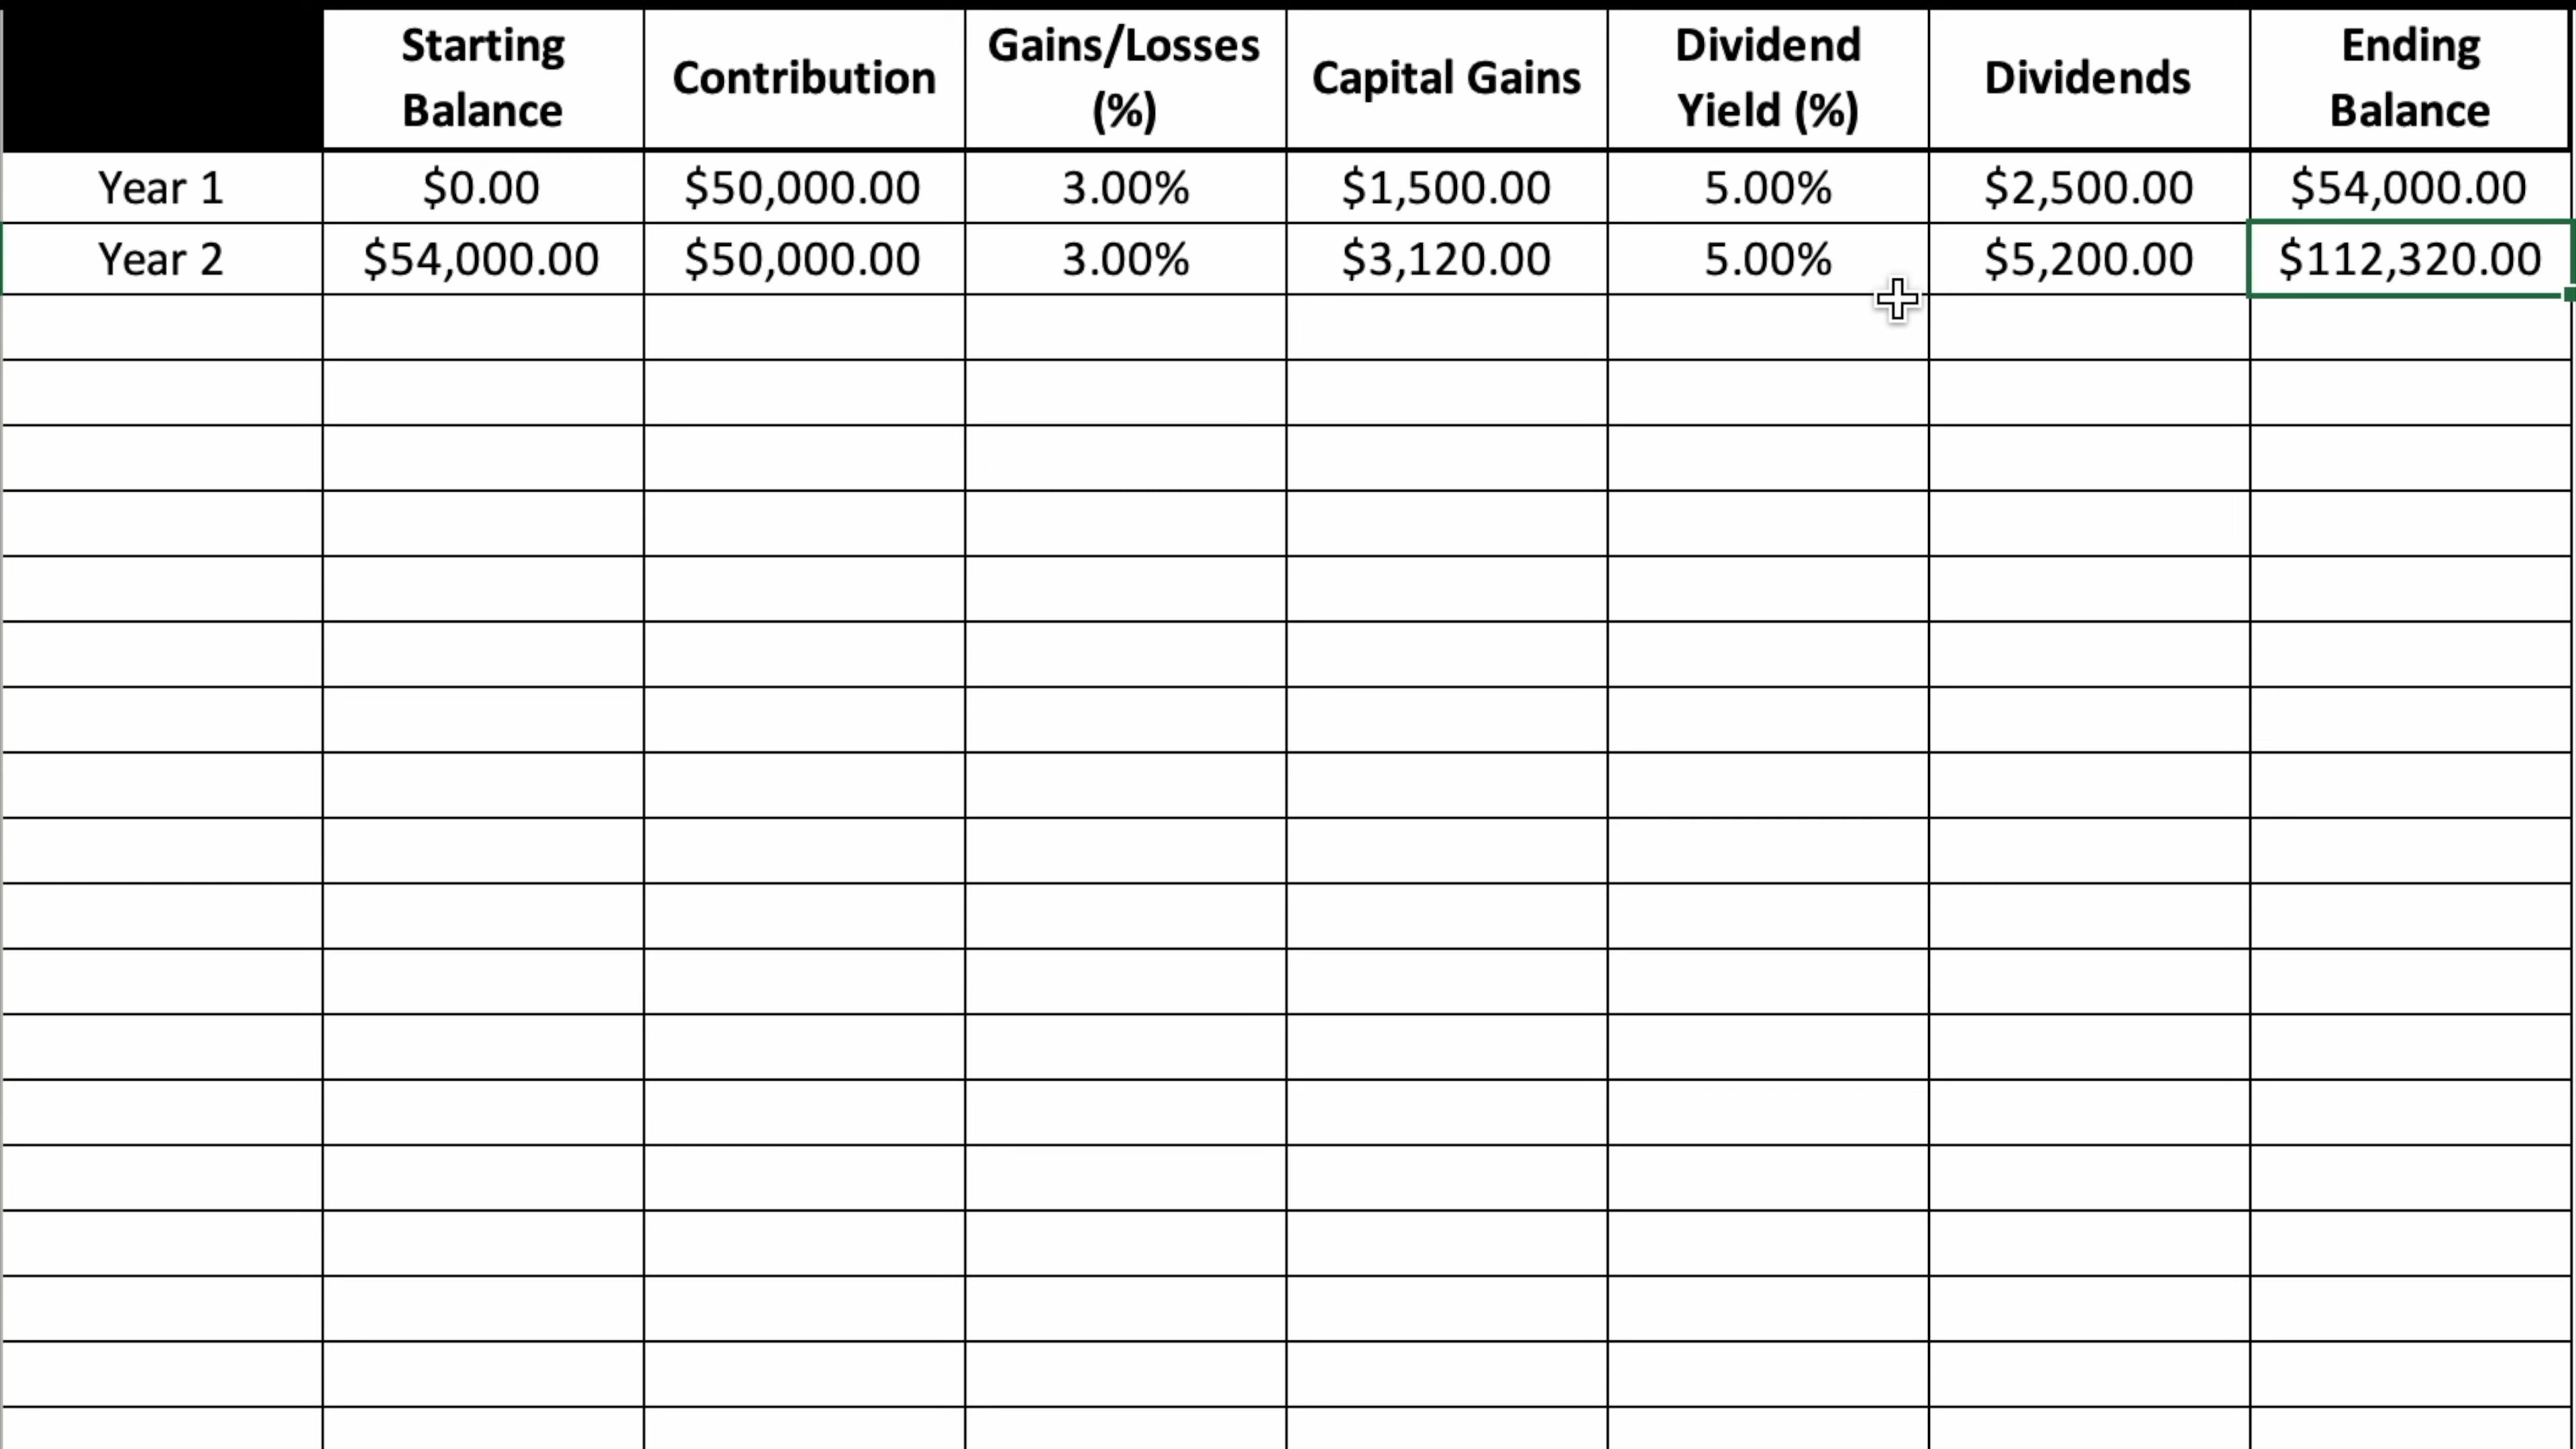 Starting Balance	Contribution	Gains/Losses (%)	Capital Gains	Dividend Yield (%)	Dividends	Ending Balance
Year 1	$0.00	$50,000.00	3.00%	$1,500.00	5.00%	$2,500.00	$54,000.00
Year 2	$54,000.00	$50,000.00	3.00%	$3,120.00	5.00%	$5,200.00	$112,320.00